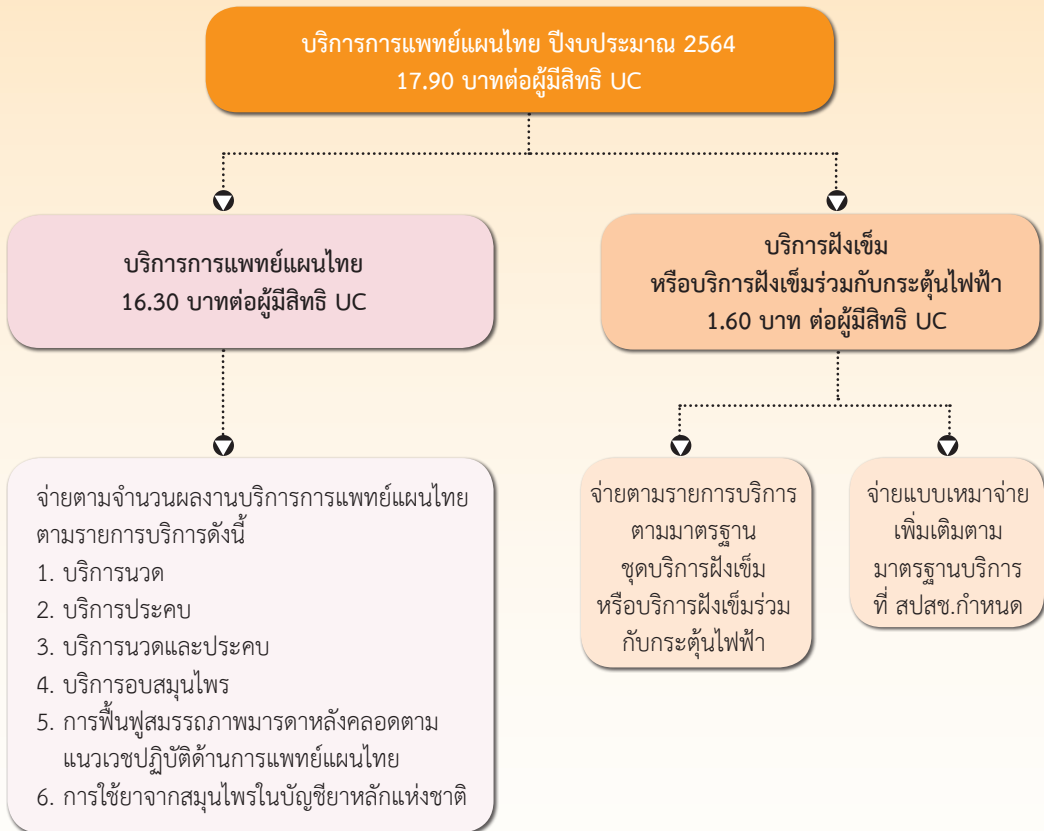 บริการการแพทย์แผนไทย ปีงบประมาณ 2564
17.90 บาทต่อผู้มีสิทธิ UC
บริการการแพทย์แผนไทย
16.30 บาทต่อผู้มีสิทธิ UC
บริการฝังเข็ม
หรือบริการฝังเข็มร่วมกับกระตุ้นไฟฟ้า
1.60 บาท ต่อผู้มีสิทธิ UC
จ่ายตามจำนวนผลงานบริการการแพทย์แผนไทย
ตามรายการบริการดังนี้
1. บริการนวด
2. บริการประคบ
3. บริการนวดและประคบ
4. บริการอบสมุนไพร
5. การฟื้นฟูสมรรถภาพมารดาหลังคลอดตาม
แนวเวชปฏิบัติด้านการแพทย์แผนไทย
6. การใช้ยาจากสมุนไพรในบัญชียาหลักแห่งชาติ
จ่ายตามรายการบริการ
ตามมาตรฐาน
ชุดบริการฝังเข็ม
หรือบริการฝังเข็มร่วม
กับกระตุ้นไฟฟ้า
จ่ายแบบเหมาจ่าย
เพิ่มเติมตาม
มาตรฐานบริการ
ที่ สปสช.กำหนด